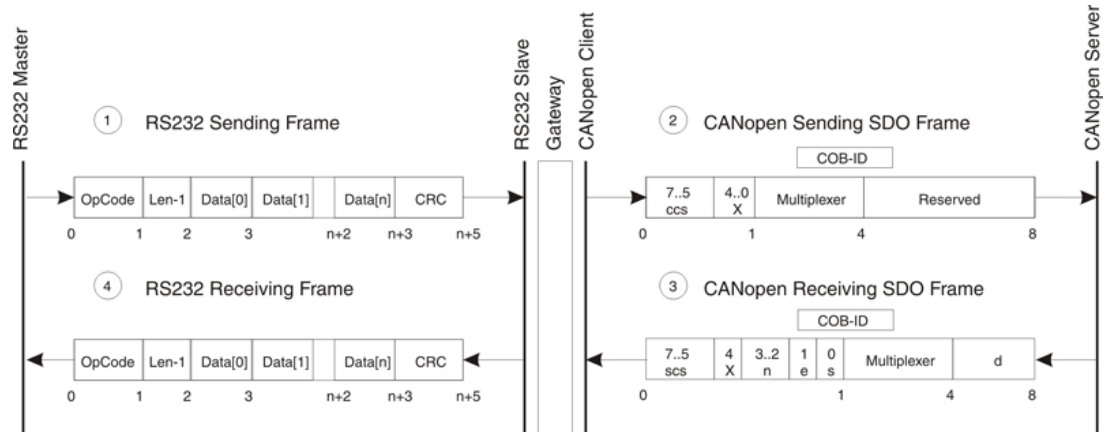 RS232 Master
RS232 Slave
Gateway
CANopen Client
CANopen Server
1 RS232 Sending Frame
OpCode Len-1 Data[0] Data[1] Data[n] CRC
0 1 2 3 n+2 n+3 n+5
2 CANopen Sending SDO Frame
COB-ID
7..5 4..0
ccs X Multiplexer Reserved
0 1 4 8
4 RS232 Receiving Frame
OpCode Len-1 Data[0] Data[1] Data[n] CRC
0 1 2 3 n+2 n+3 n+5
3 CANopen Receiving SDO Frame
COB-ID
7..5 4 3..2 1 0
scs X n e s Multiplexer d
0 1 4 8